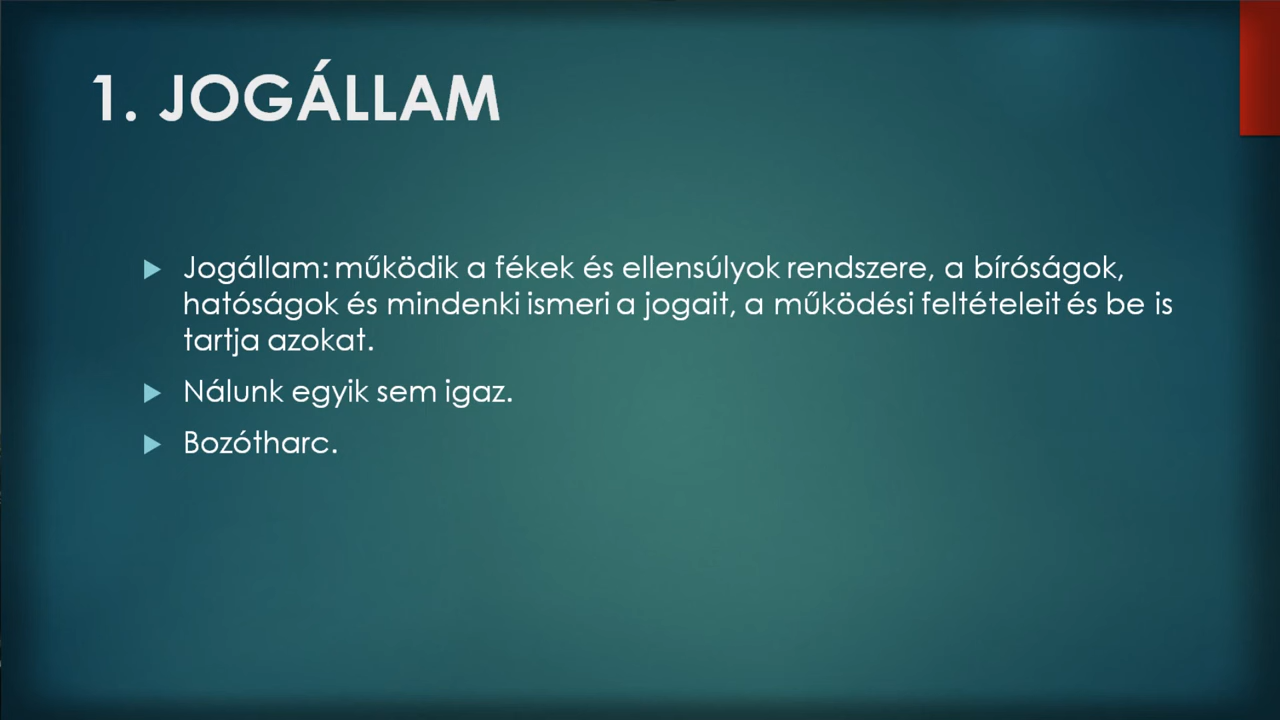 1. JOGÁLLAM
Jogállam: működik a fékek és ellensúlyok rendszere, a bíróságok,
hatóságok és mindenki ismeri a jogait, a működési feltételeit és be is
tartja azokat.
Nálunk egyik sem igaz.
Bozótharc.